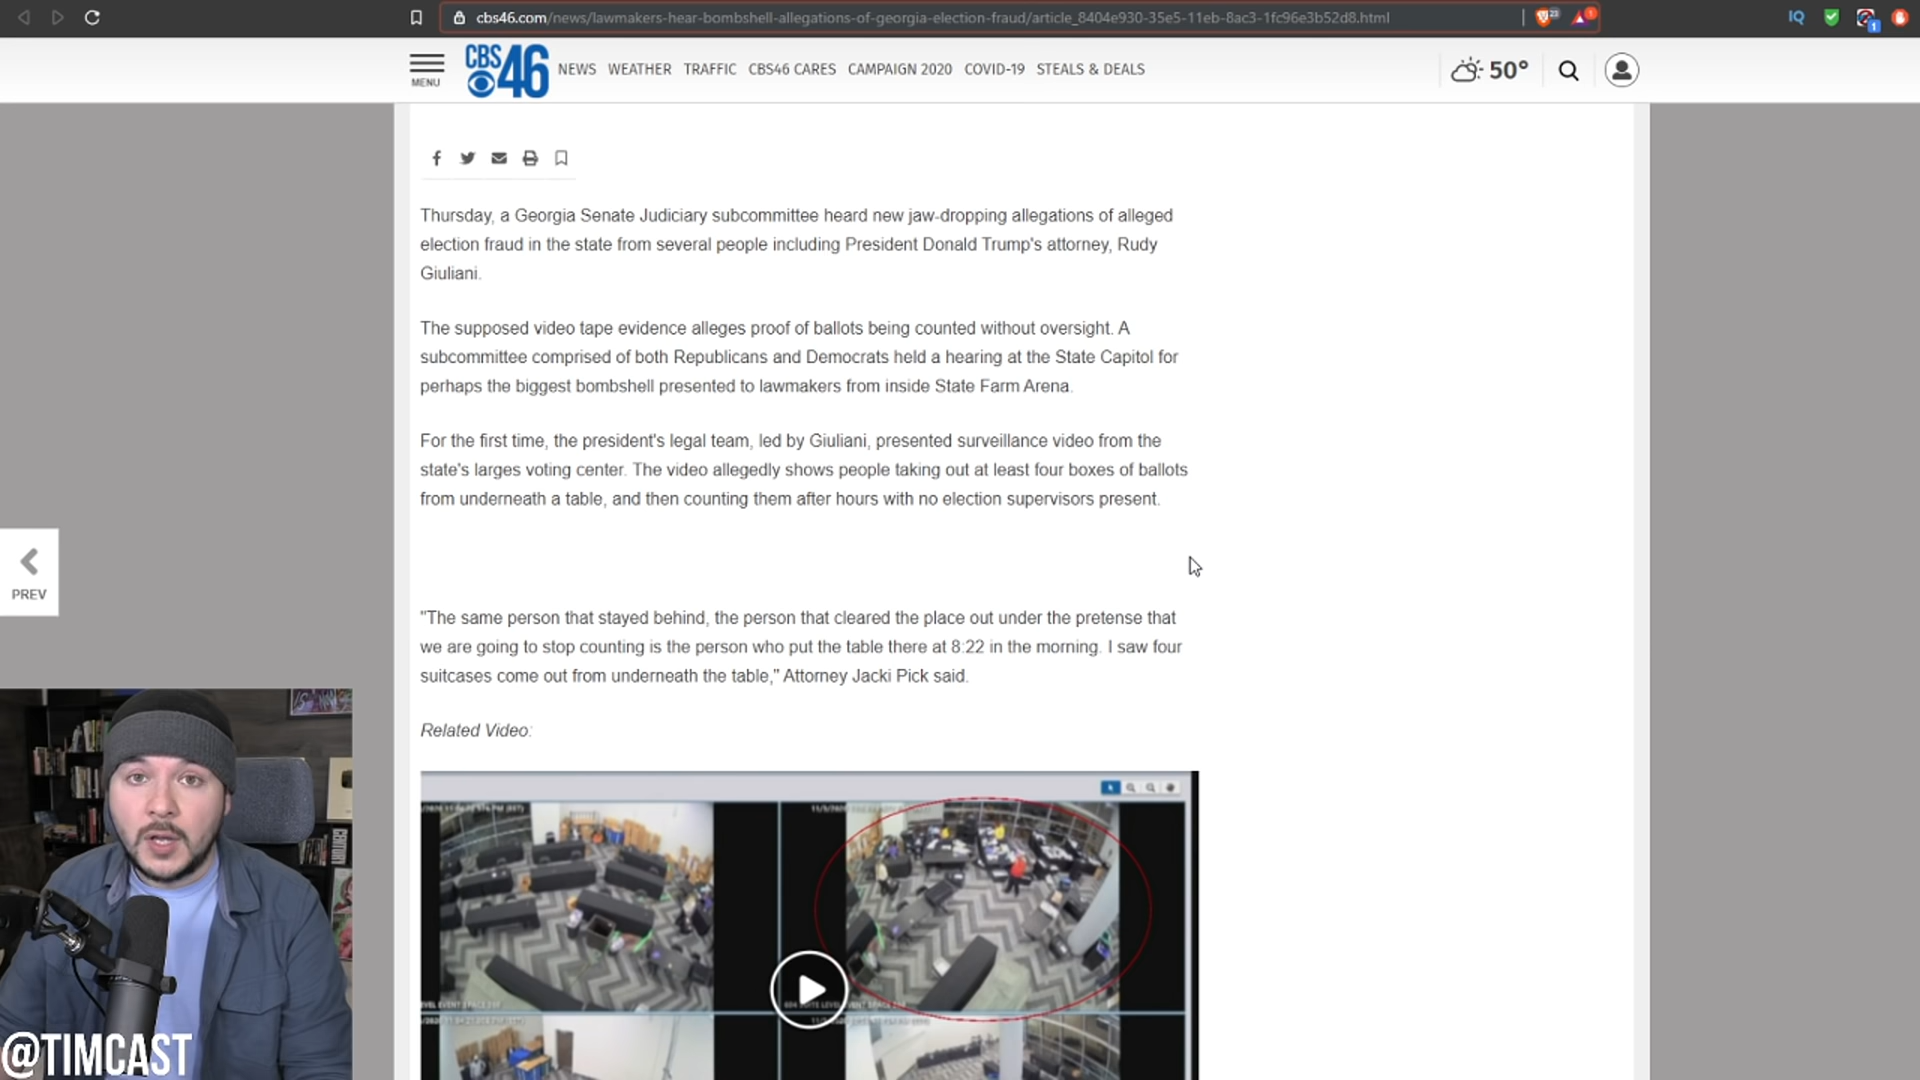 cbs46.com/news/lawmakers-hear-bombshell-allegations-of-georgia-election-fraud/article_8404e930-35e5-11eb-8ac3-1fc96e3b52d8.html
IQ
MENU
CBS 46
NEWS WEATHER TRAFFIC CBS46 CARES CAMPAIGN 2020 COVID-19 STEALS & DEALS
50°
Thursday, a Georgia Senate Judiciary subcommittee heard new jaw-dropping allegations of alleged
election fraud in the state from several people including President Donald Trump's attorney, Rudy
Giuliani.
The supposed video tape evidence alleges proof of ballots being counted without oversight. A
subcommittee comprised of both Republicans and Democrats held a hearing at the State Capitol for
perhaps the biggest bombshell presented to lawmakers from inside State Farm Arena.
For the first time, the president's legal team, led by Giuliani, presented surveillance video from the
state's larges voting center. The video allegedly shows people taking out at least four boxes of ballots
from underneath a table, and then counting them after hours with no election supervisors present.
PREV
"The same person that stayed behind, the person that cleared the place out under the pretense that
we are going to stop counting is the person who put the table there at 8:22 in the morning. I saw four
suitcases come out from underneath the table," Attorney Jacki Pick said.
Related Video:
@TIMCAST